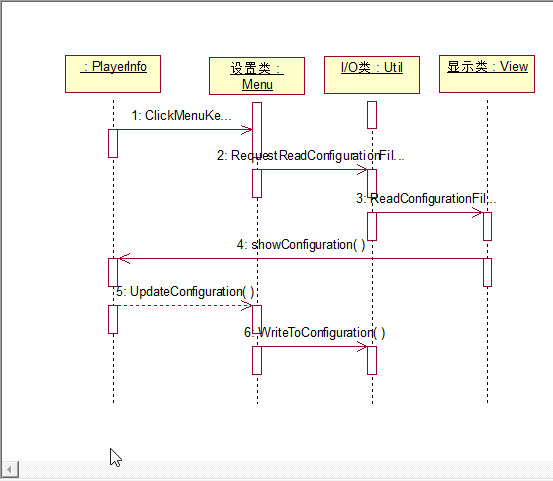 : PlayerInfo
设置类 :
Menu
I/O类 : Util
显示类 : View
1: ClickMenuKe...
2: RequestReadConfigurationFil...
3: ReadConfigurationFil...
4: showConfiguration( )
5: UpdateConfiguration( )
6: WriteToConfiguration( )